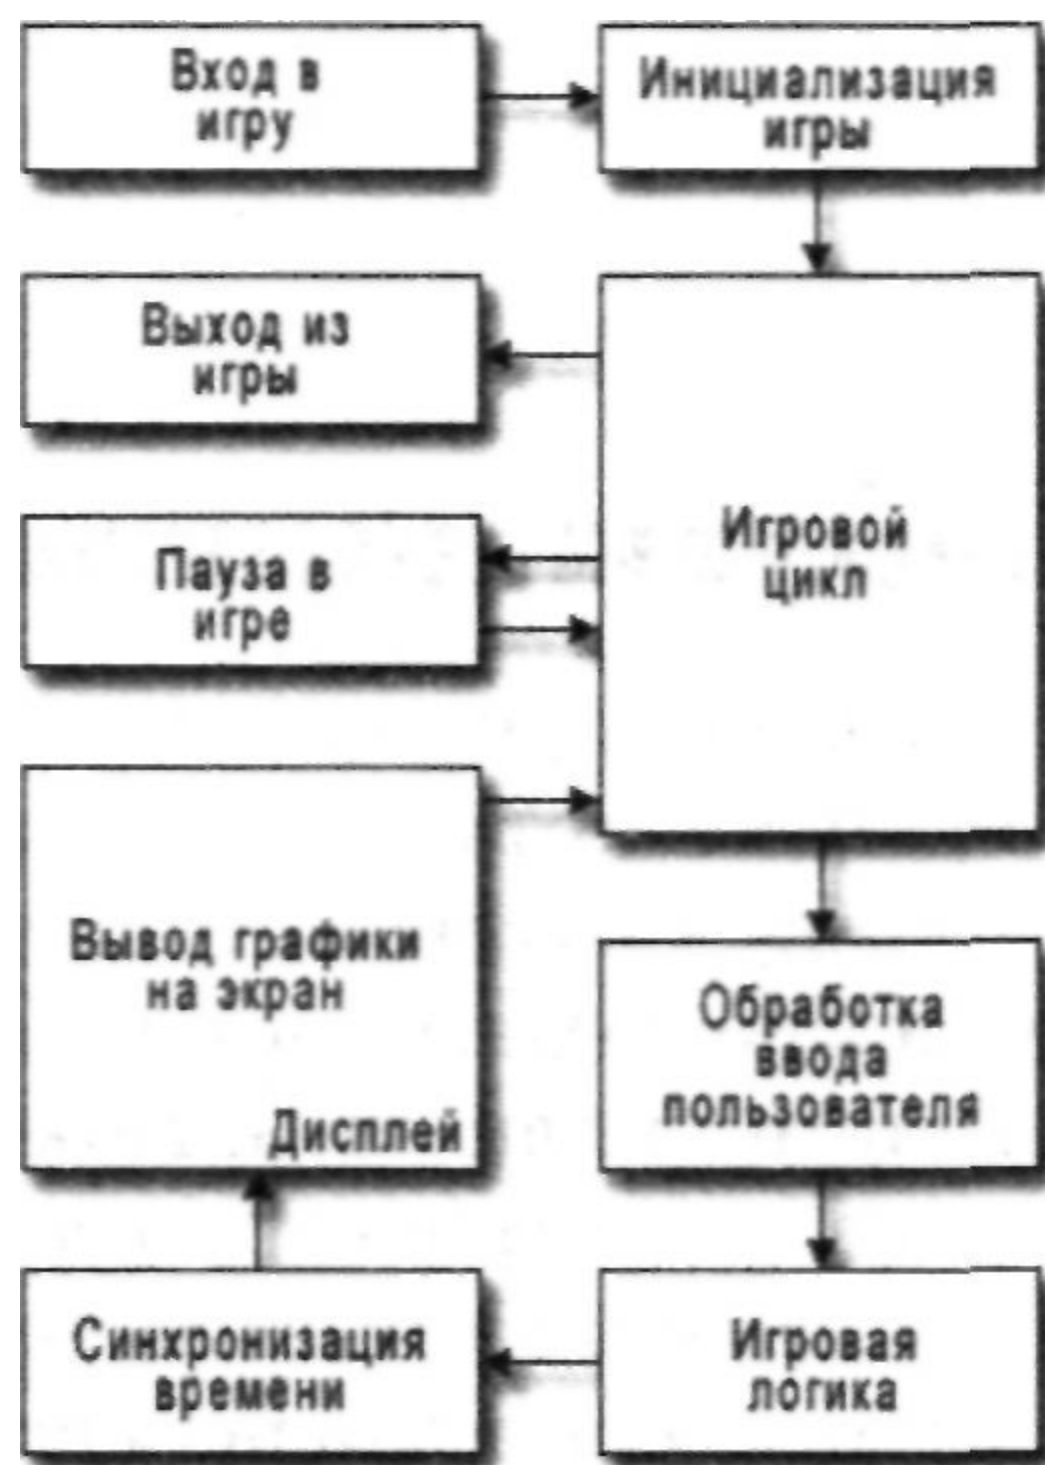 Вход в
игру
Инициализация
игры
Выход из
игры
Игровой
цикл
Пауза в
игре
Вывод графики
на экран
Дисплей
Обработка
ввода
пользователя
Синхронизация
времени
Игровая
логика